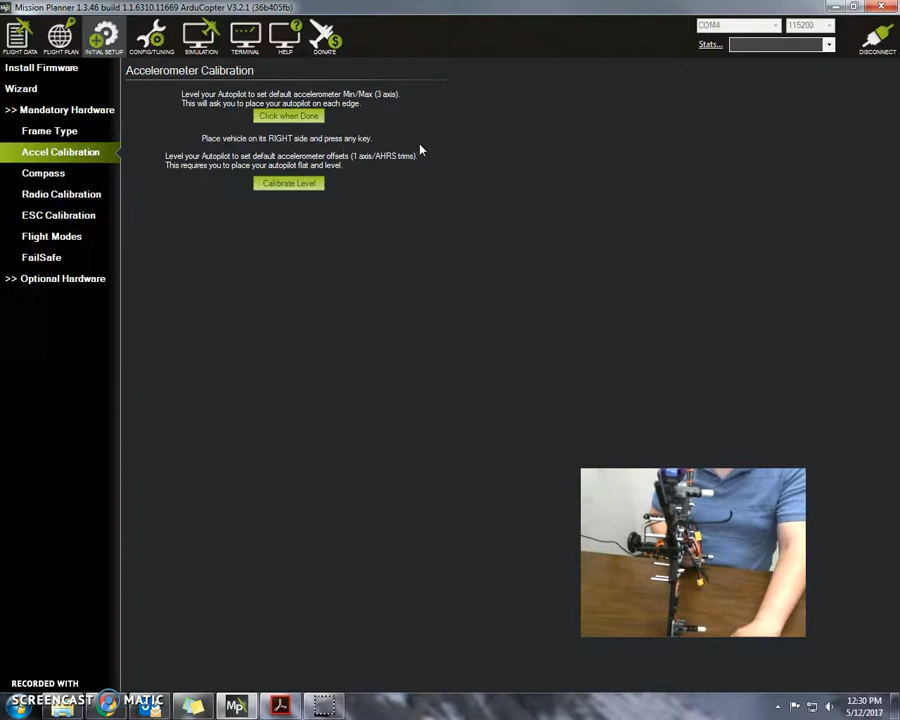 Mission Planner 1.3.46 build 1.1.6310.11669 ArduCopter V3.2.1 (36b405fb)
FLIGHT DATA
FLIGHT PLAN
INITIAL SETUP
CONFIG/TUNING
SIMULATION
TERMINAL
HELP
DONATE
COM4
115200
Stats...
DISCONNECT
Install Firmware
Wizard
>> Mandatory Hardware
Frame Type
Accel Calibration
Compass
Radio Calibration
ESC Calibration
Flight Modes
FailSafe
>> Optional Hardware
Accelerometer Calibration
Level your Autopilot to set default accelerometer Min/Max (3 axis).
This will ask you to place your autopilot on each edge.
Click when Done
Place vehicle on its RIGHT side and press any key.
Level your Autopilot to set default accelerometer offsets (1 axis/AHRS trims).
This requires you to place your autopilot flat and level.
Calibrate Level
RECORDED WITH
SCREENCAST MATIC
12:30 PM
5/12/2017